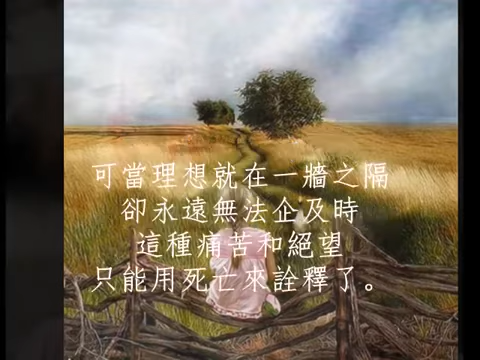 可當理想就在一牆之隔
卻永遠無法企及時
這種痛苦和絕望
只能用死亡來詮釋了。